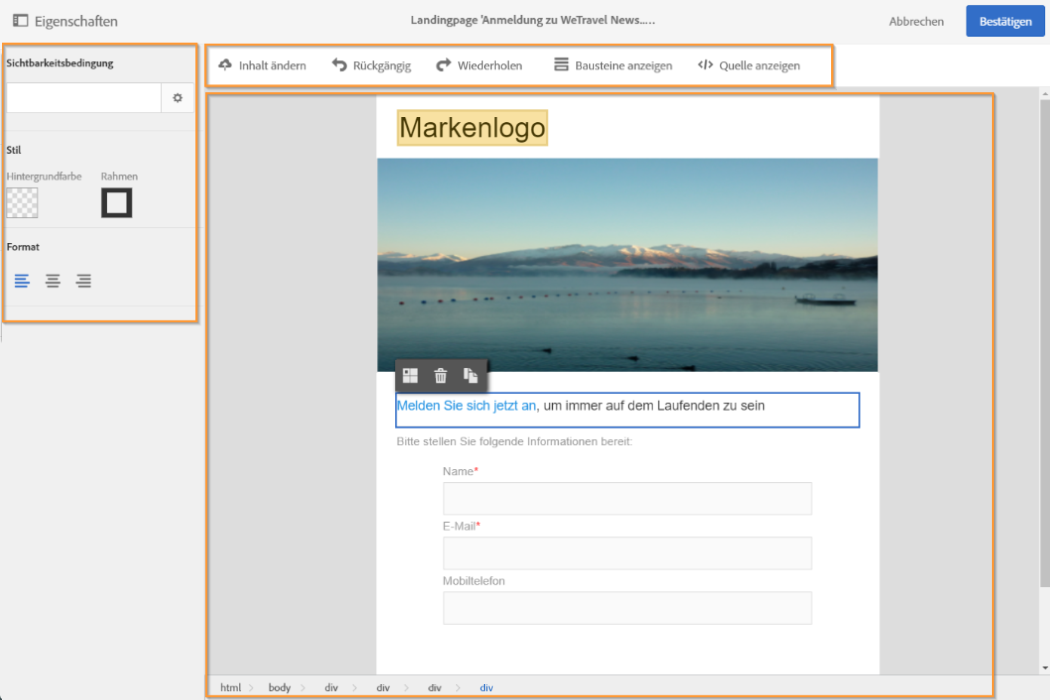 Eigenschaften
Landingpage 'Anmeldung zu WeTravel News.....
Abbrechen
Bestätigen
Sichtbarkeitsbedingung
Inhalt ändern
Rückgängig
Wiederholen
Bausteine anzeigen
Quelle anzeigen
Stil
Hintergrundfarbe
Rahmen
Format
Markenlogo
Melden Sie sich jetzt an, um immer auf dem Laufenden zu sein
Bitte stellen Sie folgende Informationen bereit:
Name*
E-Mail*
Mobiltelefon
html > body > div > div > div > div